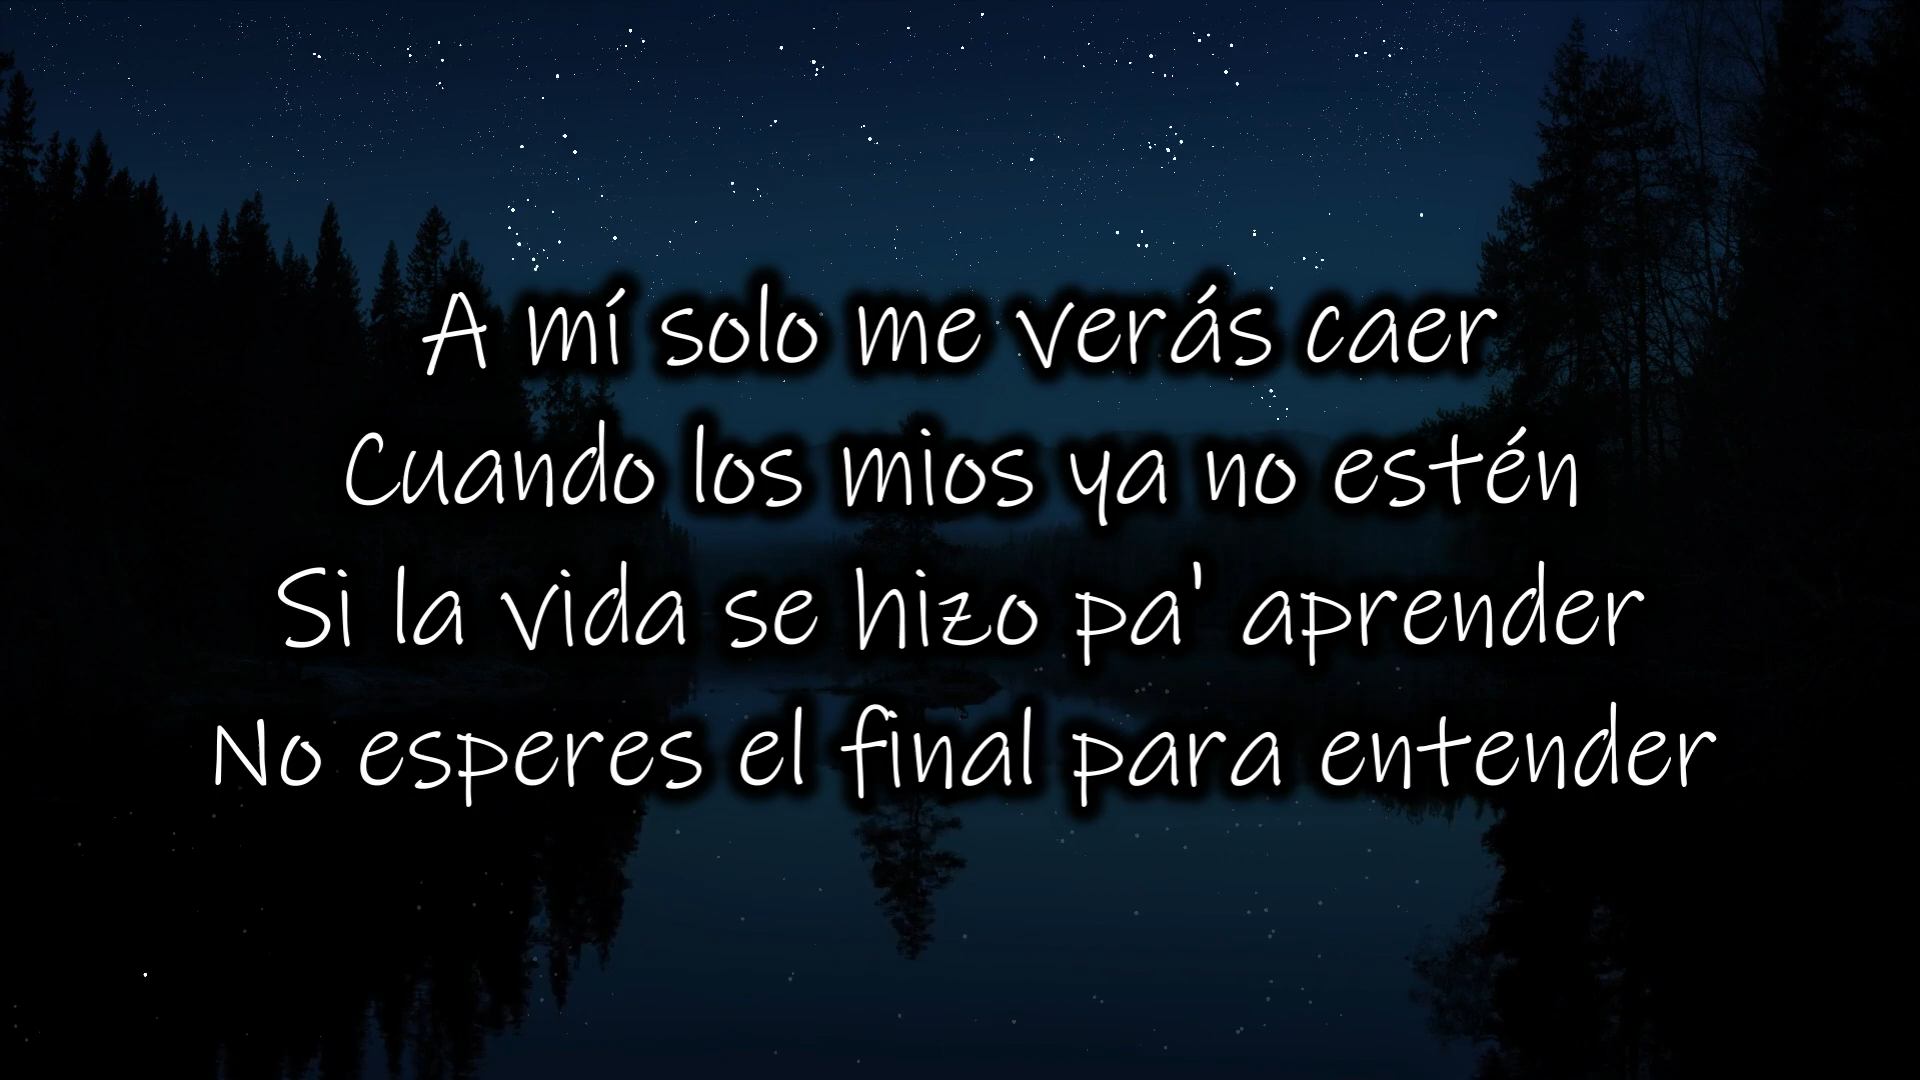 A mí solo me verás caer
Cuando los mios ya no estén
Si la vida se hizo pa' aprender
No esperes el final para entender